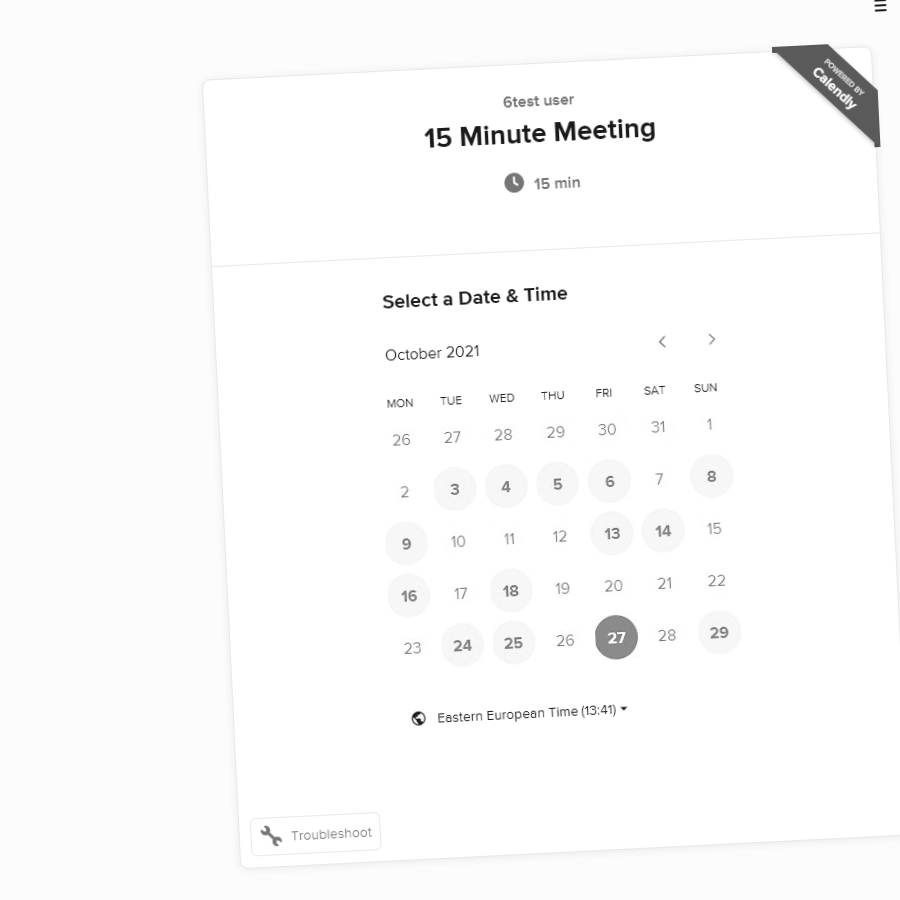 POWERED BY
Calendly
6test user
15 Minute Meeting
15 min
Select a Date & Time
October 2021
MON TUE WED THU FRI SAT SUN
26 27 28 29 30 31 1
2 3 4 5 6 7 8
9 10 11 12 13 14 15
16 17 18 19 20 21 22
23 24 25 26 27 28 29
Eastern European Time (13:41)
Troubleshoot